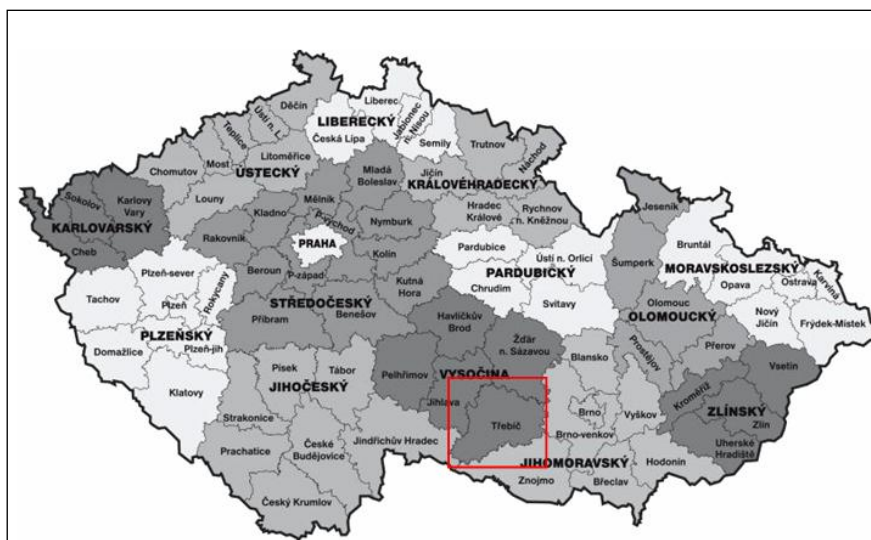 Děčín
Liberec
Jablonec
n. Nisou
Ústí n. L.
Teplice
LIBERECKÝ
Česká Lípa
Semily
Trutnov
Náchod
Chomutov
Most
Litoměřice
ÚSTECKÝ
Mladá
Boleslav
Jičín
KRÁLOVÉHRADECKÝ
Louny
Mělník
Sokolov
Karlovy
Vary
KARLOVARSKÝ
Cheb
Kladno
Rakovník
P-východ
PRAHA
Nymburk
Hradec
Králové
Rychnov
n. Kněžnou
Jeseník
Bruntál
Beroun
P-západ
Kolín
Pardubice
Ústí n. Orlicí
PARDUBICKÝ
Chrudim
Svitavy
Šumperk
MORAVSKOSLEZSKÝ
Opava
Ostrava
Karviná
Plzeň-sever
Tachov
Plzeň
Rokycany
PLZEŇSKÝ
Plzeň-jih
Domažlice
Klatovy
STŘEDOČESKÝ
Příbram
Benešov
Kutná
Hora
Havlíčkův
Brod
Žďár
n. Sázavou
Olomouc
OLOMOUCKÝ
Prostějov
Přerov
Nový
Jičín
Frýdek-Místek
Písek
Tábor
JIHOČESKÝ
Pelhřimov
VYSOČINA
Jihlava
Třebíč
Blansko
Brno
Brno-venkov
Vyškov
Kroměříž
Vsetín
ZLÍNSKÝ
Zlín
Uherské
Hradiště
Strakonice
Prachatice
České
Budějovice
Jindřichův Hradec
Český Krumlov
JIHOMORAVSKÝ
Znojmo
Břeclav
Hodonín